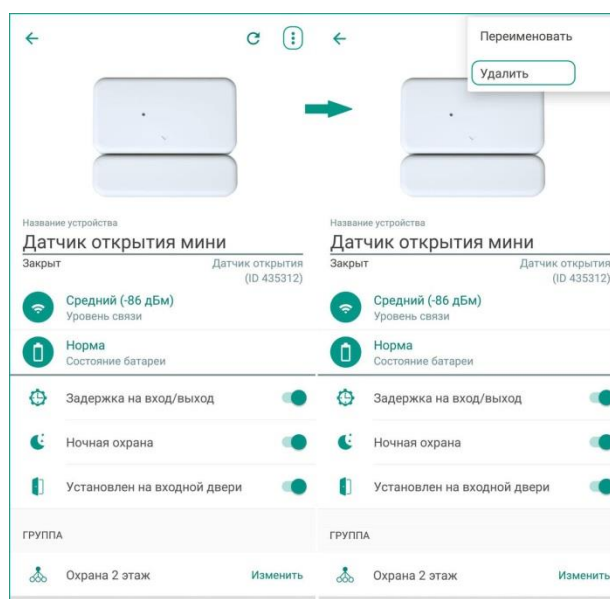 Название устройства
Датчик открытия мини
Закрыт
Датчик открытия
(ID 435312)
Средний (-86 дБм)
Уровень связи
Норма
Состояние батареи
Задержка на вход/выход
Ночная охрана
Установлен на входной двери
ГРУППА
Охрана 2 этаж
Изменить
Переименовать
Удалить
Название устройства
Датчик открытия мини
Закрыт
Датчик открытия
(ID 435312)
Средний (-86 дБм)
Уровень связи
Норма
Состояние батареи
Задержка на вход/выход
Ночная охрана
Установлен на входной двери
ГРУППА
Охрана 2 этаж
Изменить